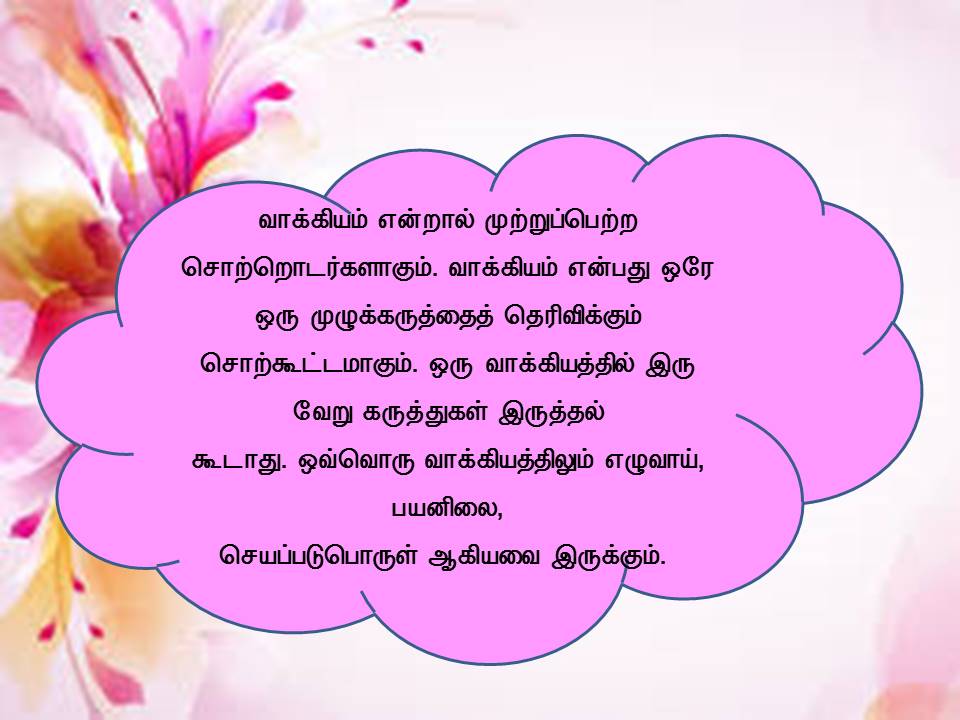 வாக்கியம் என்றால் முற்றுப்பெற்ற
சொற்றொடர்களாகும். வாக்கியம் என்பது ஒரே
ஒரு முழுக்கருத்தைத் தெரிவிக்கும்
சொற்கூட்டமாகும். ஒரு வாக்கியத்தில் இரு
வேறு கருத்துகள் இருத்தல்
கூடாது. ஒவ்வொரு வாக்கியத்திலும் எழுவாய்,
பயனிலை,
செயப்படுபொருள் ஆகியவை இருக்கும்.